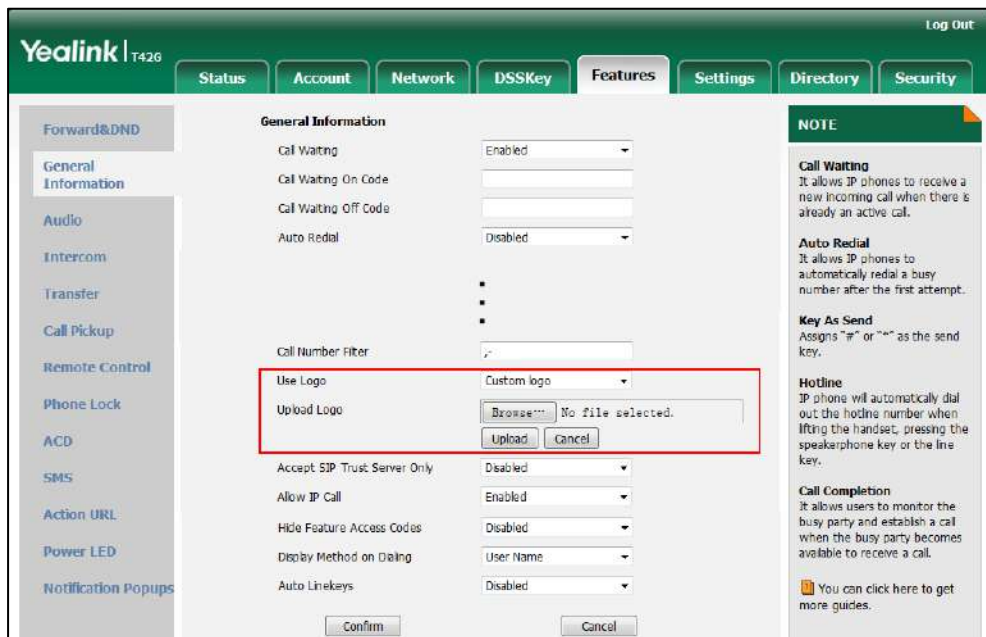 Log Out
Yealink T42G
Status Account Network DSSKey Features Settings Directory Security
Forward&DND
General
Information
Audio
Intercom
Transfer
Call Pickup
Remote Control
Phone Lock
ACD
SMS
Action URL
Power LED
Notification Popups
General Information
Call Waiting Enabled
Call Waiting On Code
Call Waiting Off Code
Auto Redial Disabled
Call Number Filter ,-
Use Logo Custom logo
Upload Logo Browse··· No file selected.
Upload Cancel
Accept SIP Trust Server Only Disabled
Allow IP Call Enabled
Hide Feature Access Codes Disabled
Display Method on Dialing User Name
Auto Linekeys Disabled
Confirm Cancel
NOTE
Call Waiting
It allows IP phones to receive a
new incoming call when there is
already an active call.
Auto Redial
It allows IP phones to
automatically redial a busy
number after the first attempt.
Key As Send
Assigns "#" or "*" as the send
key.
Hotline
IP phone will automatically dial
out the hotline number when
lifting the handset, pressing the
speakerphone key or the line
key.
Call Completion
It allows users to monitor the
busy party and establish a call
when the busy party becomes
available to receive a call.
You can click here to get
more guides.